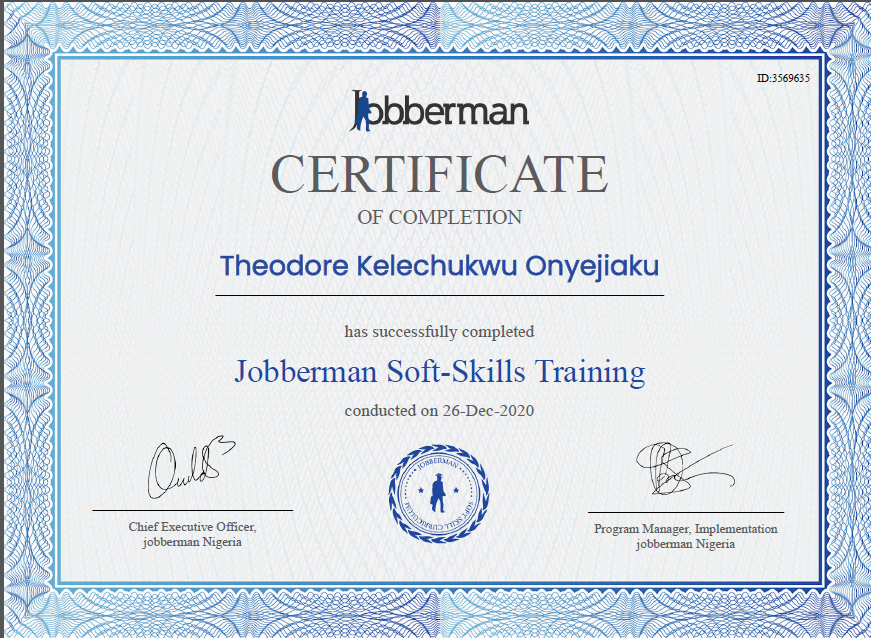 ID:3569635
Jobberman
CERTIFICATE
OF COMPLETION
Theodore Kelechukwu Onyejiaku
has successfully completed
Jobberman Soft-Skills Training
conducted on 26-Dec-2020
JOBBERMAN
SOFT SKILL CURRICULUM
Chief Executive Officer,
jobberman Nigeria
Program Manager, Implementation
jobberman Nigeria